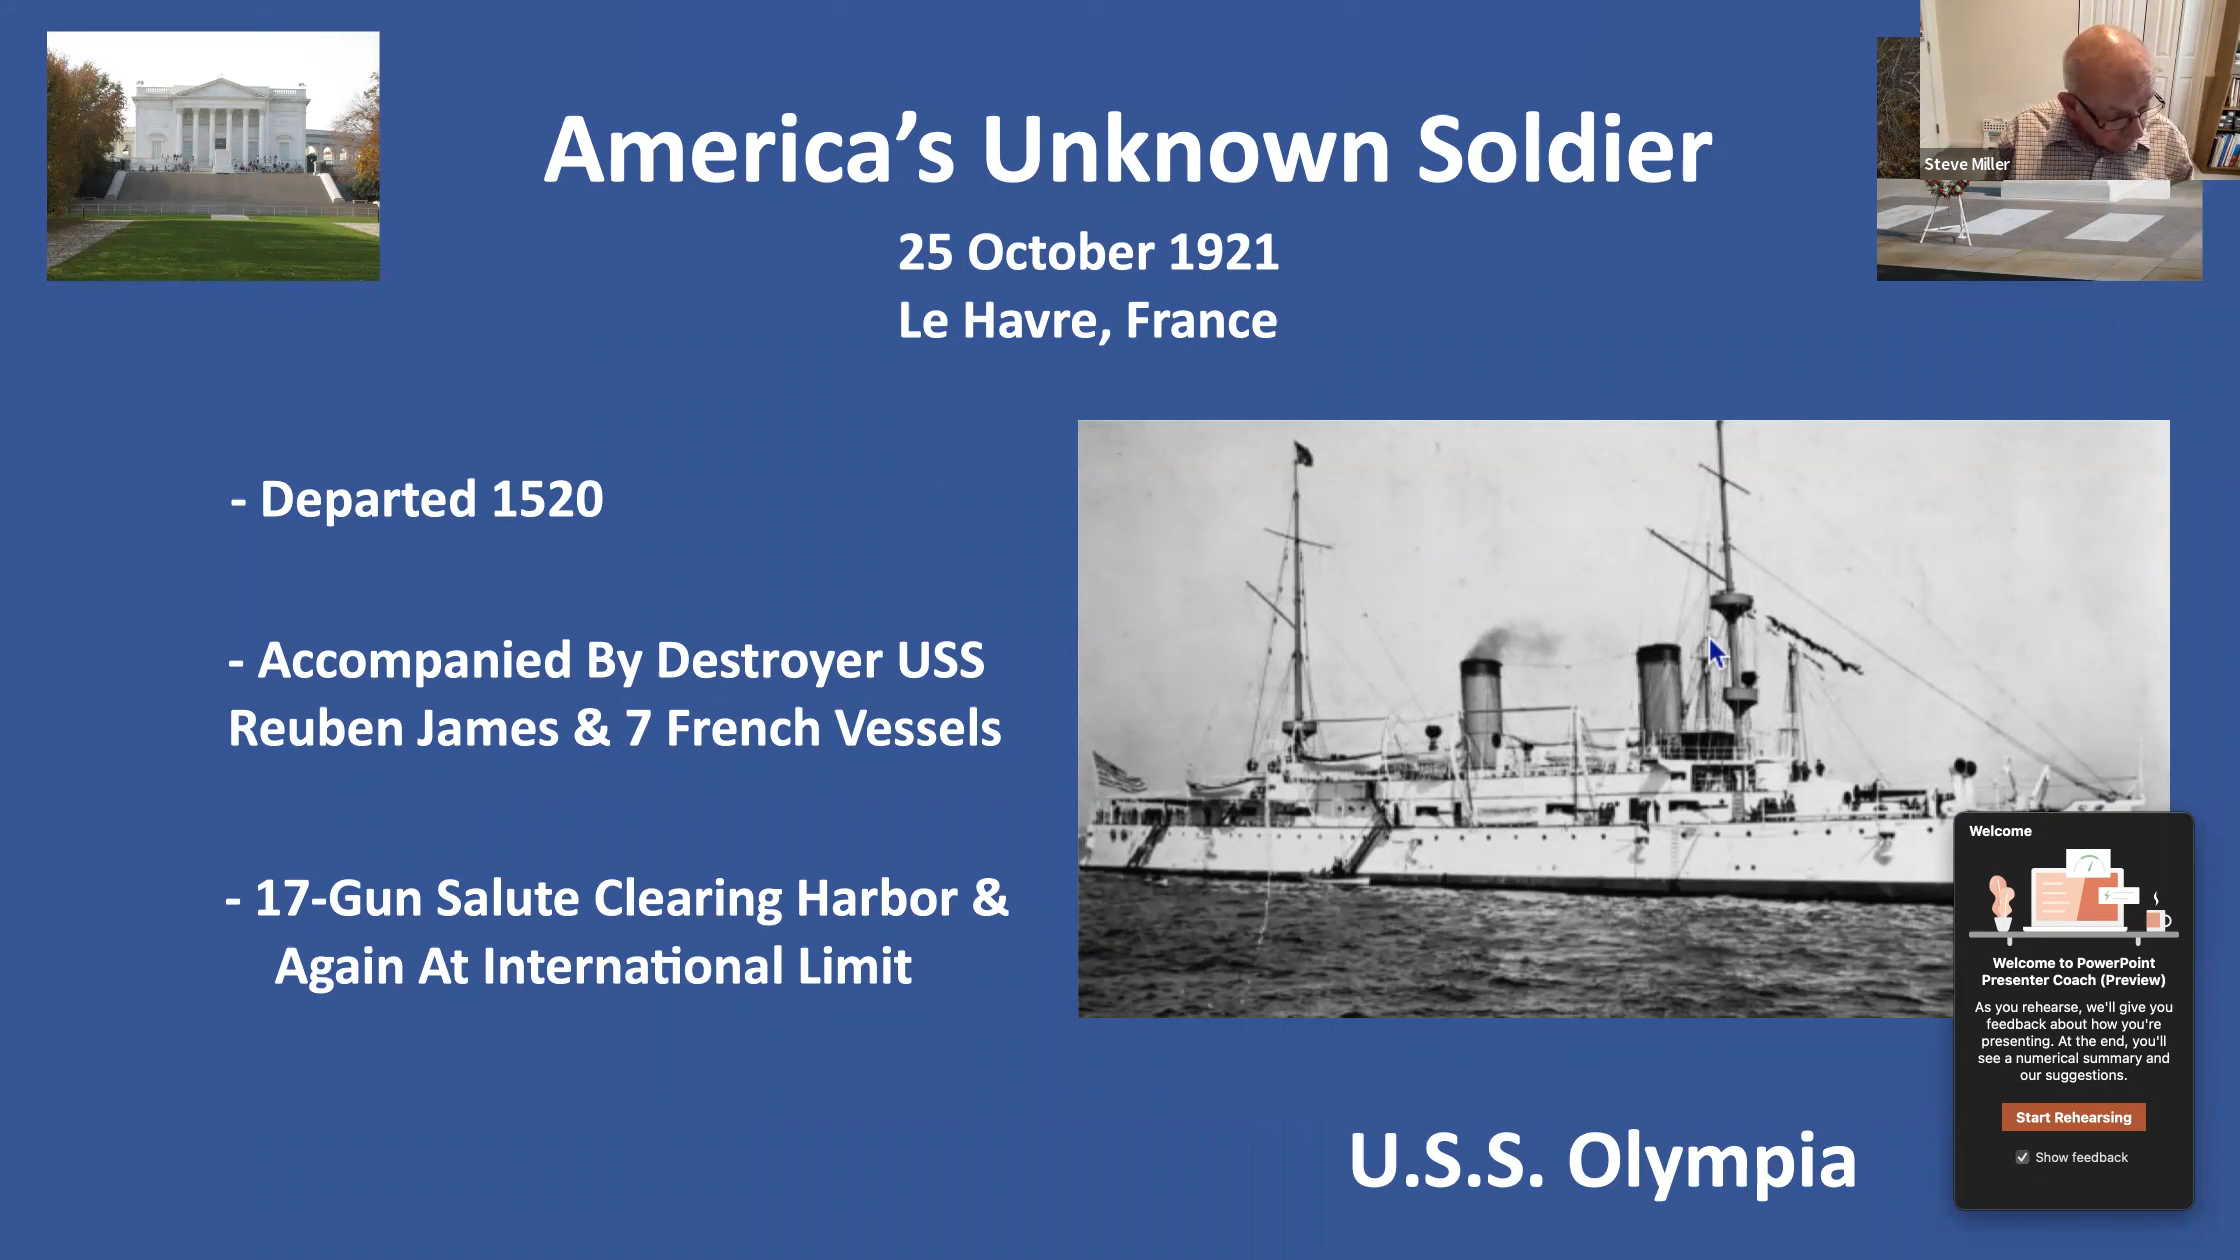 America’s Unknown Soldier
25 October 1921
Le Havre, France
Steve Miller
- Departed 1520
- Accompanied By Destroyer USS
Reuben James & 7 French Vessels
- 17-Gun Salute Clearing Harbor &
Again At International Limit
U.S.S. Olympia
Welcome
Welcome to PowerPoint
Presenter Coach (Preview)
As you rehearse, we'll give you
feedback about how you're
presenting. At the end, you'll
see a numerical summary and
our suggestions.
Start Rehearsing
Show feedback